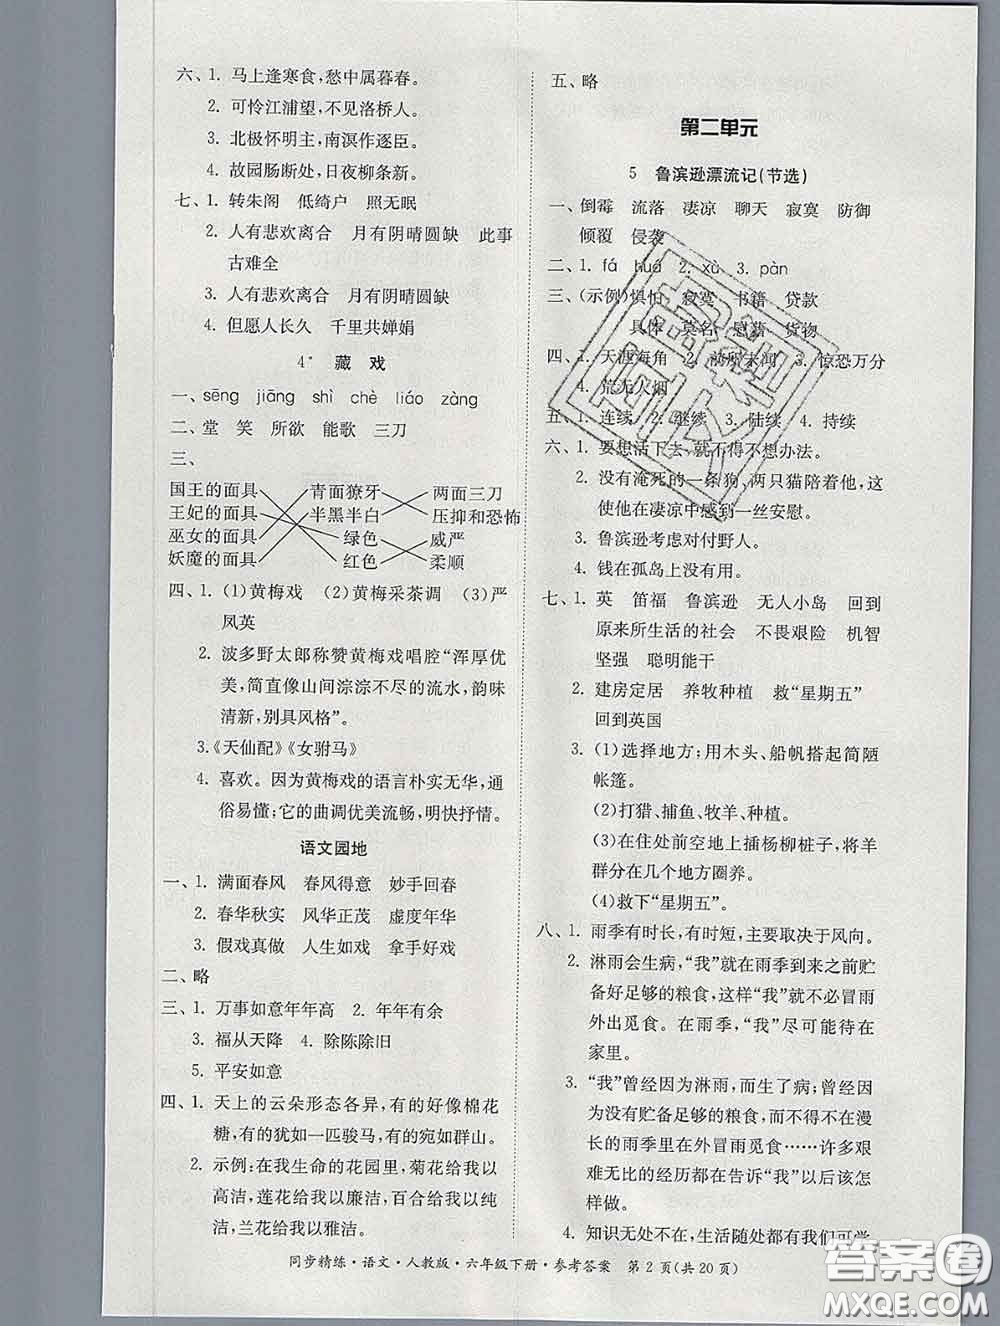 六、1. 马上逢寒食,愁中属暮春。
2. 可怜江浦望,不见洛桥人。
3. 北极怀明主,南溟作逐臣。
4. 故园肠断处,日夜柳条新。
七、1. 转朱阁 低绮户 照无眠
2. 人有悲欢离合 月有阴晴圆缺 此事
古难全
3. 人有悲欢离合 月有阴晴圆缺
4. 但愿人长久 千里共婵娟
4* 藏 戏
一、sēng jiāng shì chè liáo zàng
二、堂 笑 所欲 能歌 三刀
三、
国王的面具 青面獠牙 两面三刀
王妃的面具 半黑半白 压抑和恐怖
巫女的面具 绿色 威严
妖魔的面具 红色 柔顺
四、1. (1)黄梅戏 (2)黄梅采茶调 (3)严
凤英
2. 波多野太郎称赞黄梅戏唱腔“浑厚优
美,简直像山间淙淙不尽的流水,韵味
清新,别具风格”。
3.《天仙配》《女驸马》
4. 喜欢。因为黄梅戏的语言朴实无华,通
俗易懂;它的曲调优美流畅,明快抒情。
语文园地
一、1. 满面春风 春风得意 妙手回春
2. 春华秋实 风华正茂 虚度年华
3. 假戏真做 人生如戏 拿手好戏
二、略
三、1. 万事如意年年高 2. 年年有余
3. 福从天降 4. 除陈除旧
5. 平安如意
四、1. 天上的云朵形态各异,有的好像棉花
糖,有的犹如一匹骏马,有的宛如群山。
2. 示例:在我生命的花园里,菊花给我以
高洁,莲花给我以廉洁,百合给我以纯
洁,兰花给我以雅洁。
五、略
第二单元
5 鲁滨逊漂流记(节选)
一、倒霉 流落 凄凉 聊天 寂寞 防御
倾覆 侵袭
二、1. fá huá 2. xù 3. pàn
三、(示例)惧怕 寂寞 书籍 贷款
具体 莫名 慰藉 货物
四、1. 天涯海角 2. 前所未闻 3. 惊恐万分
4. 荒无人烟
五、1. 连续 2. 继续 3. 陆续 4. 持续
六、1. 要想活下去,就不得不想办法。
2. 没有淹死的一条狗,两只猫陪着他,这
使他在凄凉中感到一丝安慰。
3. 鲁滨逊考虑对付野人。
4. 钱在孤岛上没有用。
七、1. 英 笛福 鲁滨逊 无人小岛 回到
原来所生活的社会 不畏艰险 机智
坚强 聪明能干
2. 建房定居 养牧种植 救“星期五”
回到英国
3. (1)选择地方;用木头、船帆搭起简陋
帐篷。
(2)打猎、捕鱼、牧羊、种植。
(3)在住处前空地上插杨柳桩子,将羊
群分在几个地方圈养。
(4)救下“星期五”。
八、1. 雨季有时长,有时短,主要取决于风向。
2. 淋雨会生病,“我”就在雨季到来之前贮
备好足够的粮食,这样“我”就不必冒雨
外出觅食。在雨季,“我”尽可能待在
家里。
3. “我”曾经因为淋雨,而生了病;曾经因
为没有贮备足够的粮食,而不得不在漫
长的雨季里在外冒雨觅食……许多艰
难无比的经历都在告诉“我”以后该怎
样做。
4. 知识无处不在,生活随处都有我们可学
同步精练·语文·人教版·六年级下册·参考答案 第2页(共20页)
答案圈
MXQE.COM